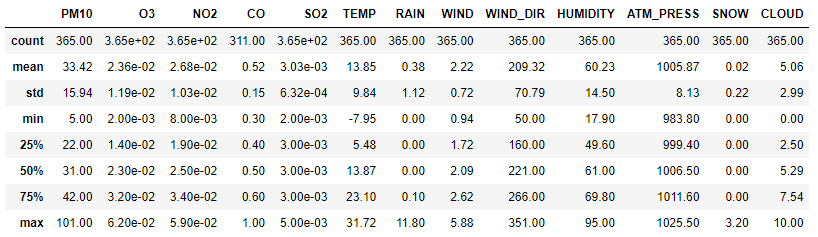 PM10 O3 NO2 CO SO2 TEMP RAIN WIND WIND_DIR HUMIDITY ATM_PRESS SNOW CLOUD
count 365.00 3.65e+02 3.65e+02 311.00 3.65e+02 365.00 365.00 365.00 365.00 365.00 365.00 365.00 365.00
mean 33.42 2.36e-02 2.68e-02 0.52 3.03e-03 13.85 0.38 2.22 209.32 60.23 1005.87 0.02 5.06
std 15.94 1.19e-02 1.03e-02 0.15 6.32e-04 9.84 1.12 0.72 70.79 14.50 8.13 0.22 2.99
min 5.00 2.00e-03 8.00e-03 0.30 2.00e-03 -7.95 0.00 0.94 50.00 17.90 983.80 0.00 0.00
25% 22.00 1.40e-02 1.90e-02 0.40 3.00e-03 5.48 0.00 1.72 160.00 49.60 999.40 0.00 2.50
50% 31.00 2.30e-02 2.50e-02 0.50 3.00e-03 13.87 0.00 2.09 221.00 61.00 1006.50 0.00 5.29
75% 42.00 3.20e-02 3.40e-02 0.60 3.00e-03 23.10 0.10 2.62 266.00 69.80 1011.60 0.00 7.54
max 101.00 6.20e-02 5.90e-02 1.00 5.00e-03 31.72 11.80 5.88 351.00 95.00 1025.50 3.20 10.00